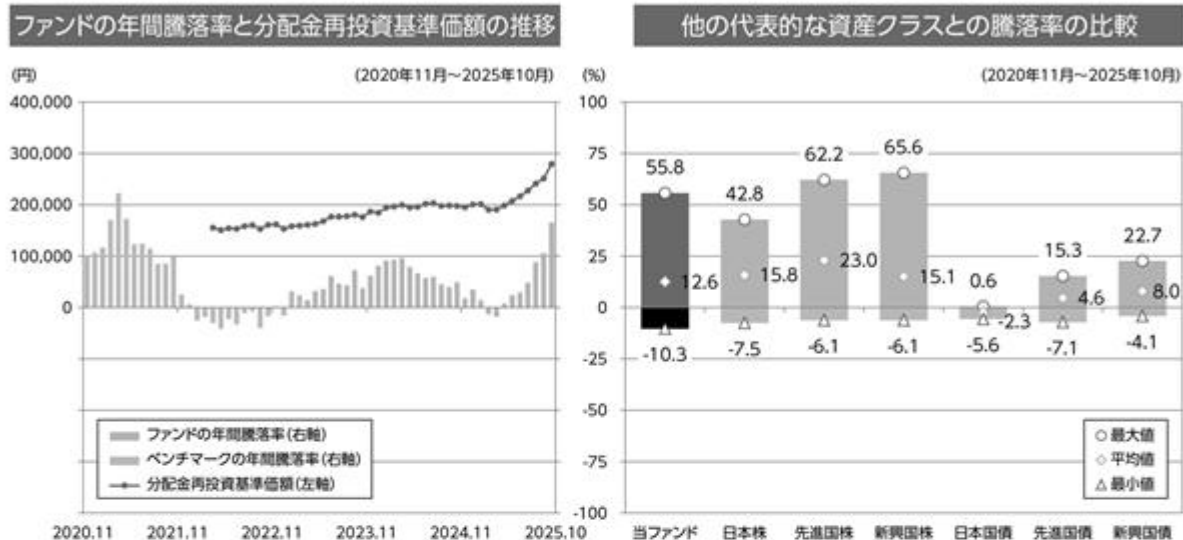 ファンドの年間騰落率と分配金再投資基準価額の推移
(円)
(2020年11月～2025年10月)
400,000
300,000
200,000
100,000
0
ファンドの年間騰落率(右軸)
ベンチマークの年間騰落率(右軸)
分配金再投資基準価額(左軸)
2020.11 2021.11 2022.11 2023.11 2024.11 2025.10
他の代表的な資産クラスとの騰落率の比較
(%)
(2020年11月～2025年10月)
100
75
50
25
0
-25
-50
-75
-100
55.8 42.8 62.2 65.6 0.6 15.3 22.7
12.6 15.8 23.0 15.1 -2.3 4.6 8.0
-10.3 -7.5 -6.1 -6.1 -5.6 -7.1 -4.1
最大値
平均値
最小値
当ファンド 日本株 先進国株 新興国株 日本国債 先進国債 新興国債